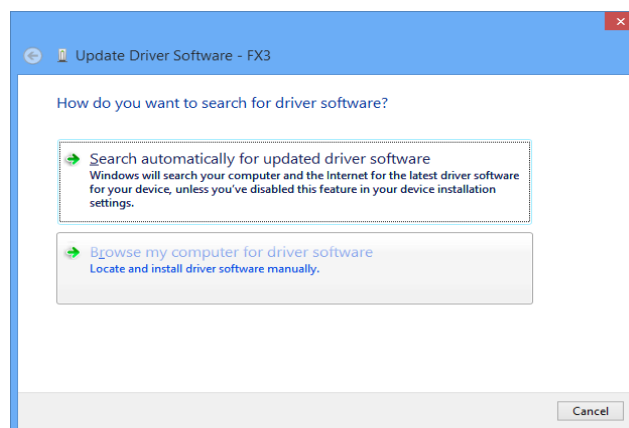 Update Driver Software - FX3
How do you want to search for driver software?
Search automatically for updated driver software
Windows will search your computer and the Internet for the latest driver software
for your device, unless you've disabled this feature in your device installation
settings.
Browse my computer for driver software
Locate and install driver software manually.
Cancel